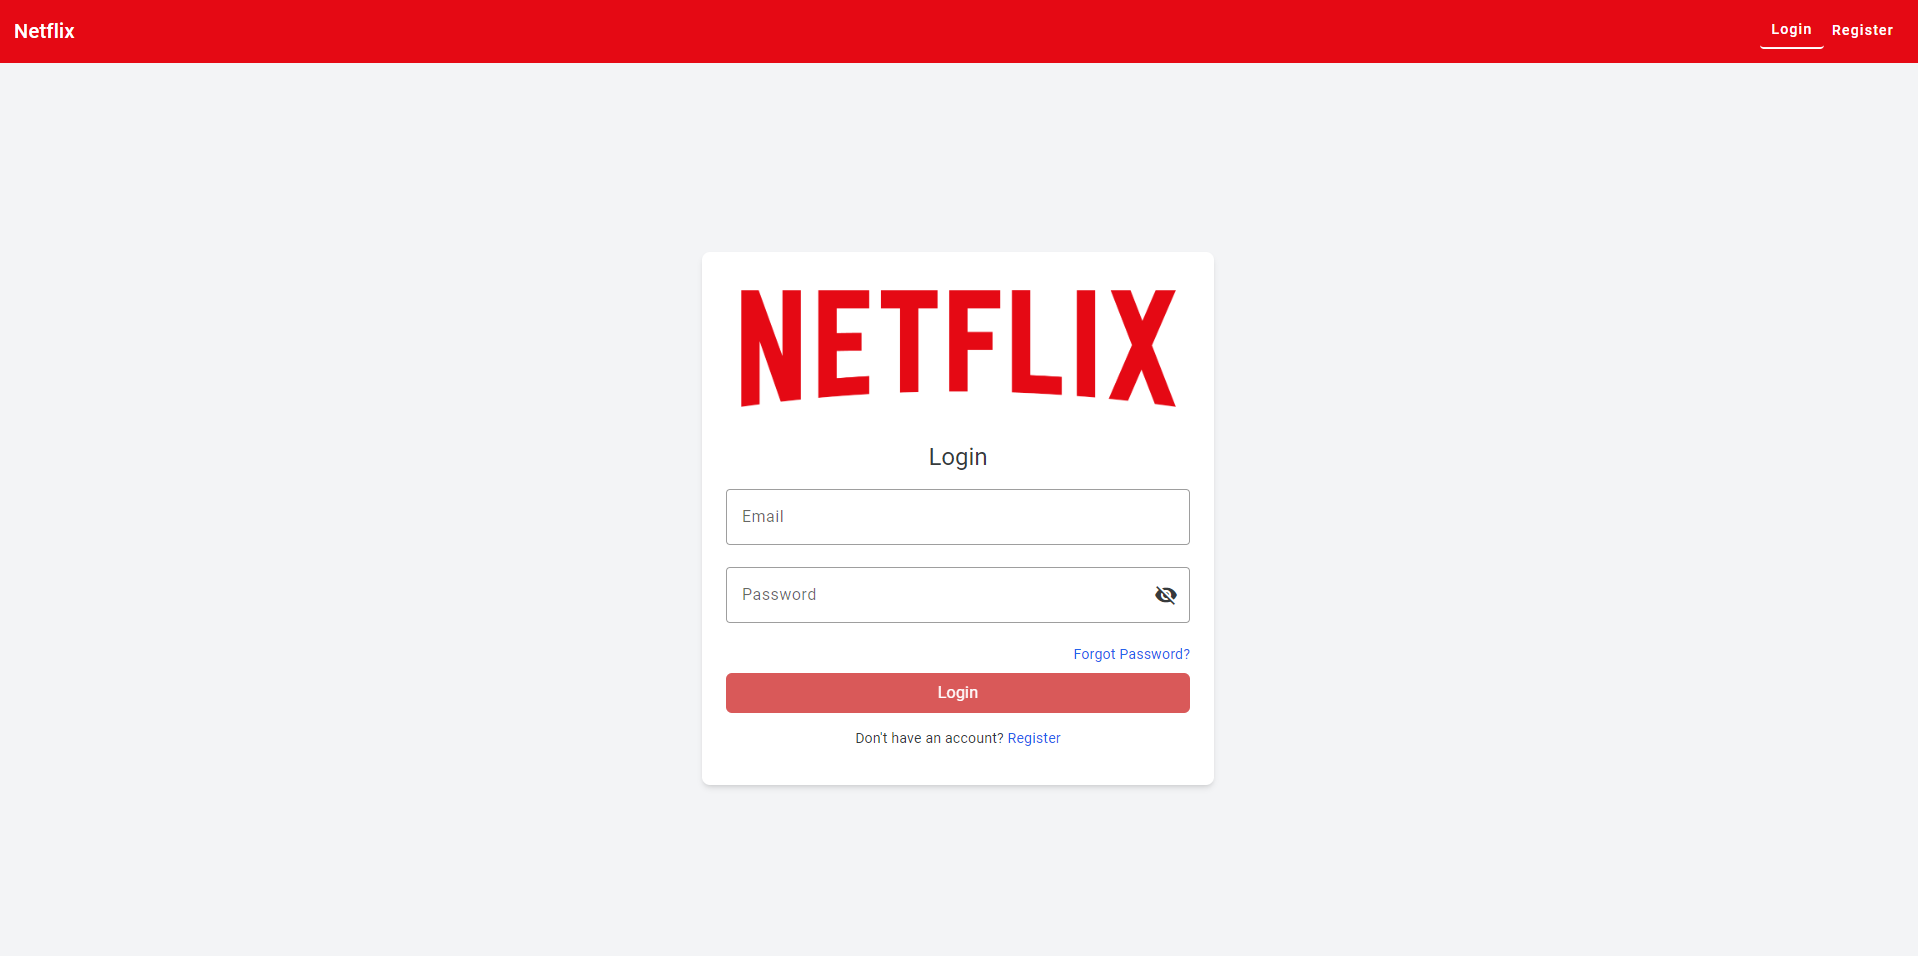 Netflix
Login Register
NETFLIX
Login
Email
Password
Forgot Password?
Login
Don't have an account? Register